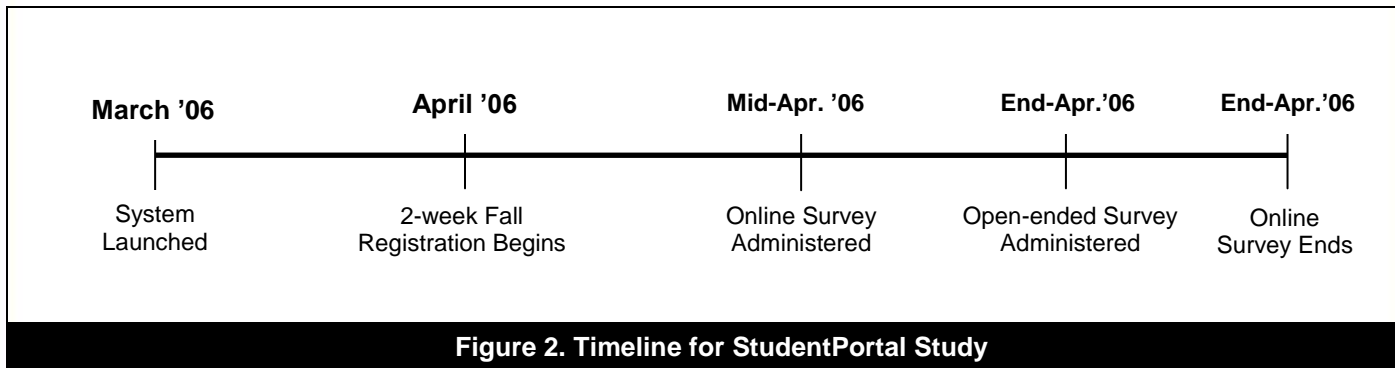 March ’06
April ’06
Mid-Apr. ’06
End-Apr.’06
End-Apr.’06
System
Launched
2-week Fall
Registration Begins
Online Survey
Administered
Open-ended Survey
Administered
Online
Survey Ends
Figure 2. Timeline for StudentPortal Study